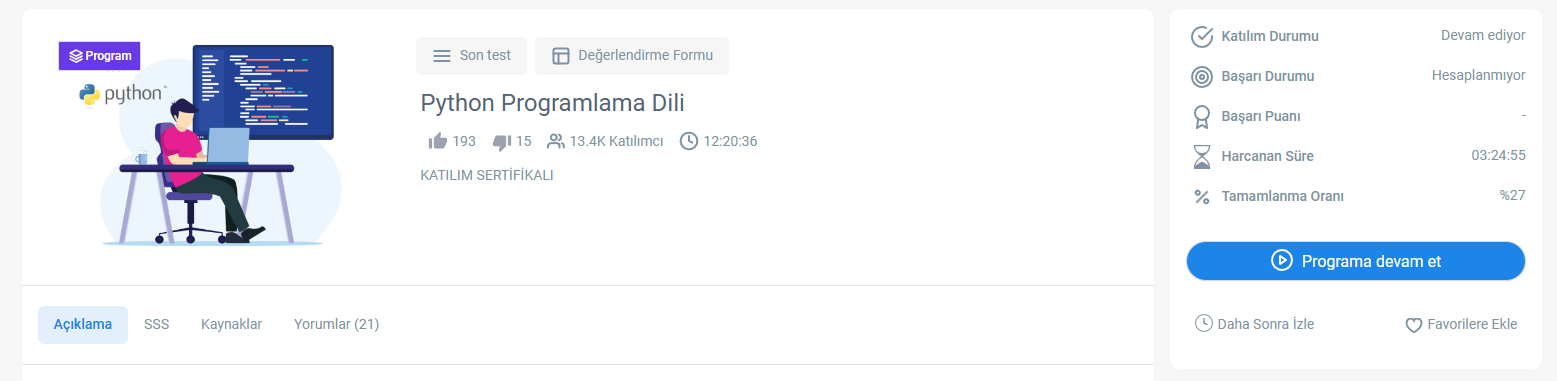 Program
python™
Son test
Değerlendirme Formu
Python Programlama Dili
193 15 13.4K Katılımcı 12:20:36
KATILIM SERTİFİKALI
Açıklama SSS Kaynaklar Yorumlar (21)
Katılım Durumu Devam ediyor
Başarı Durumu Hesaplanmıyor
Başarı Puanı -
Harcanan Süre 03:24:55
Tamamlanma Oranı %27
Programa devam et
Daha Sonra İzle Favorilere Ekle